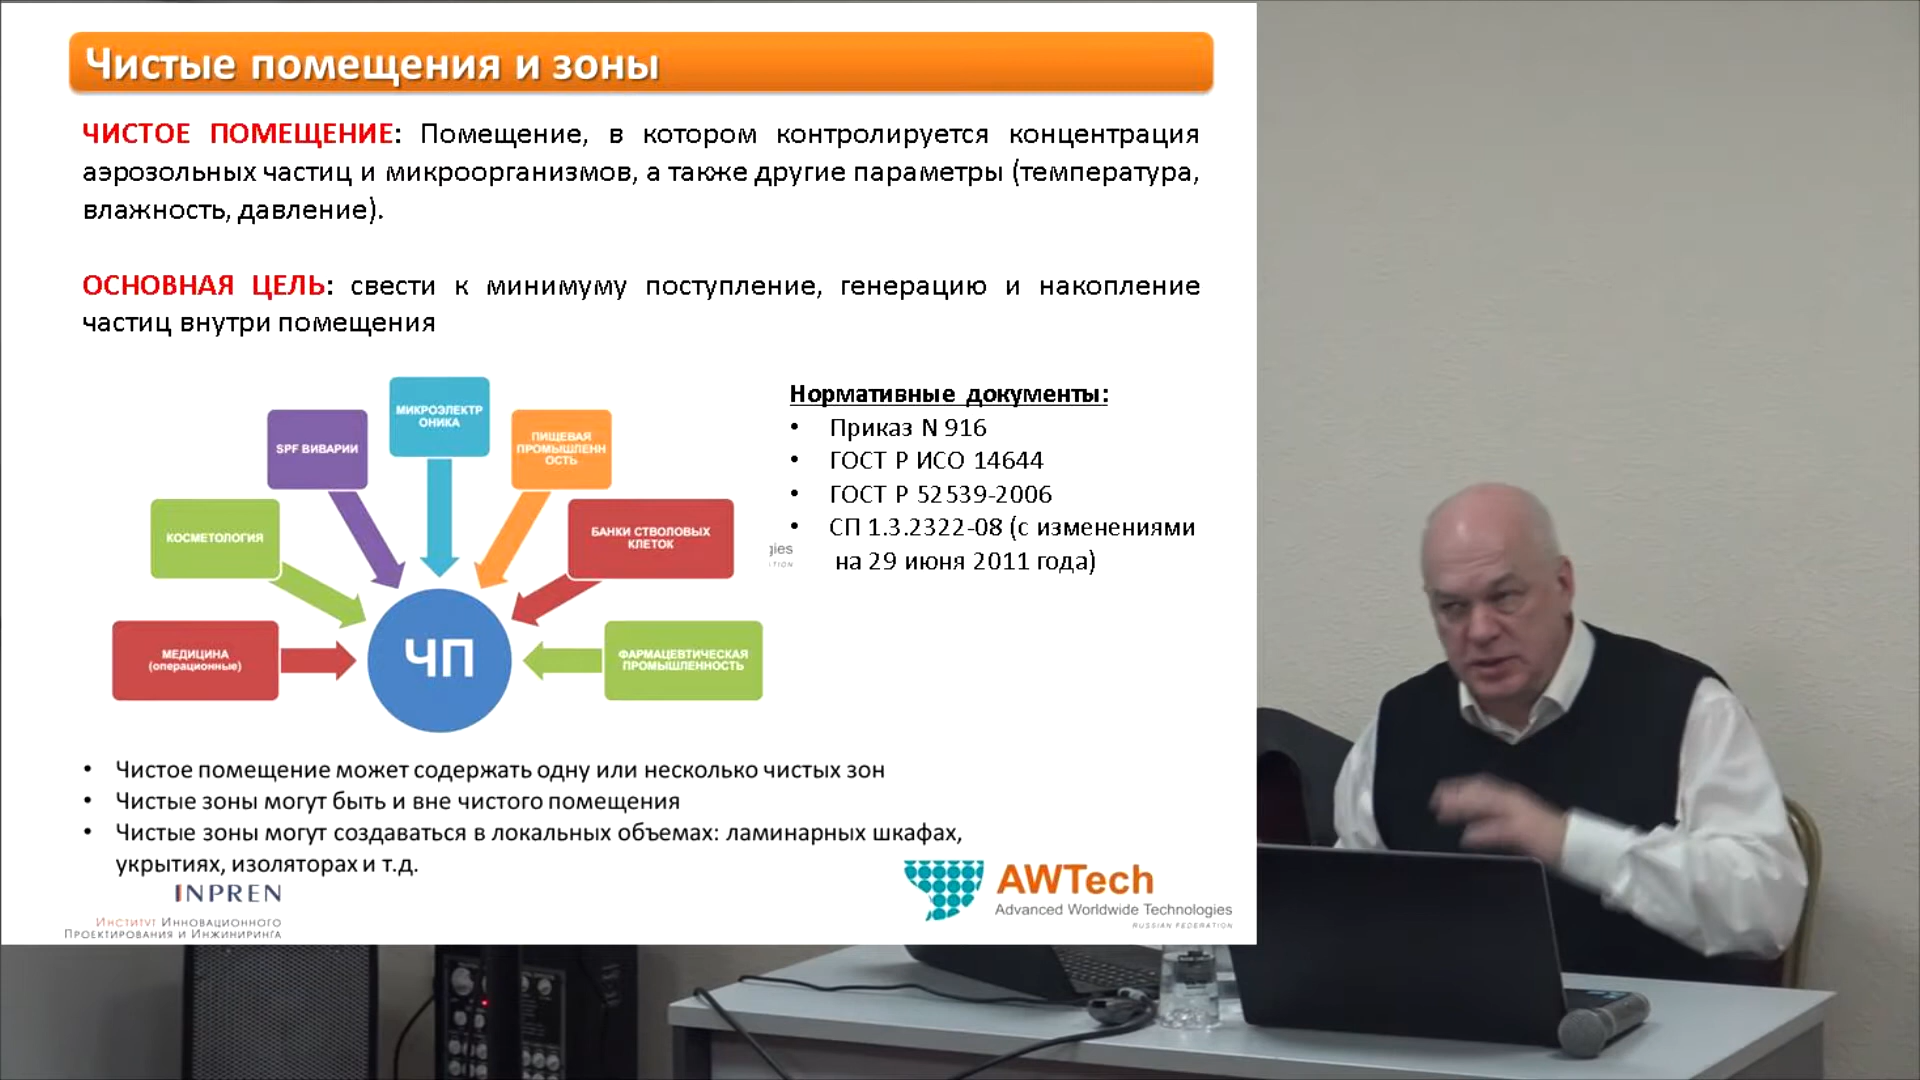 Чистые помещения и зоны
ЧИСТОЕ ПОМЕЩЕНИЕ: Помещение, в котором контролируется концентрация
аэрозольных частиц и микроорганизмов, а также другие параметры (температура,
влажность, давление).
ОСНОВНАЯ ЦЕЛЬ: свести к минимуму поступление, генерацию и накопление
частиц внутри помещения
МИКРОЭЛЕКТР
ОНИКА
SPF ВИВАРИИ
ПИЩЕВАЯ
ПРОМЫШЛЕНН
ОСТЬ
КОСМЕТОЛОГИЯ
БАНКИ СТВОЛОВЫХ
КЛЕТОК
МЕДИЦИНА
(операционные)
ЧП
ФАРМАЦЕВТИЧЕСКАЯ
ПРОМЫШЛЕННОСТЬ
Нормативные документы:
• Приказ N 916
• ГОСТ Р ИСО 14644
• ГОСТ Р 52539-2006
• СП 1.3.2322-08 (с изменениями
на 29 июня 2011 года)
gies
ATION
• Чистое помещение может содержать одну или несколько чистых зон
• Чистые зоны могут быть и вне чистого помещения
• Чистые зоны могут создаваться в локальных объемах: ламинарных шкафах,
укрытиях, изоляторах и т.д.
INPREN
Институт Инновационного
Проектирования и Инжиниринга
AWTech
Advanced Worldwide Technologies
RUSSIAN FEDERATION